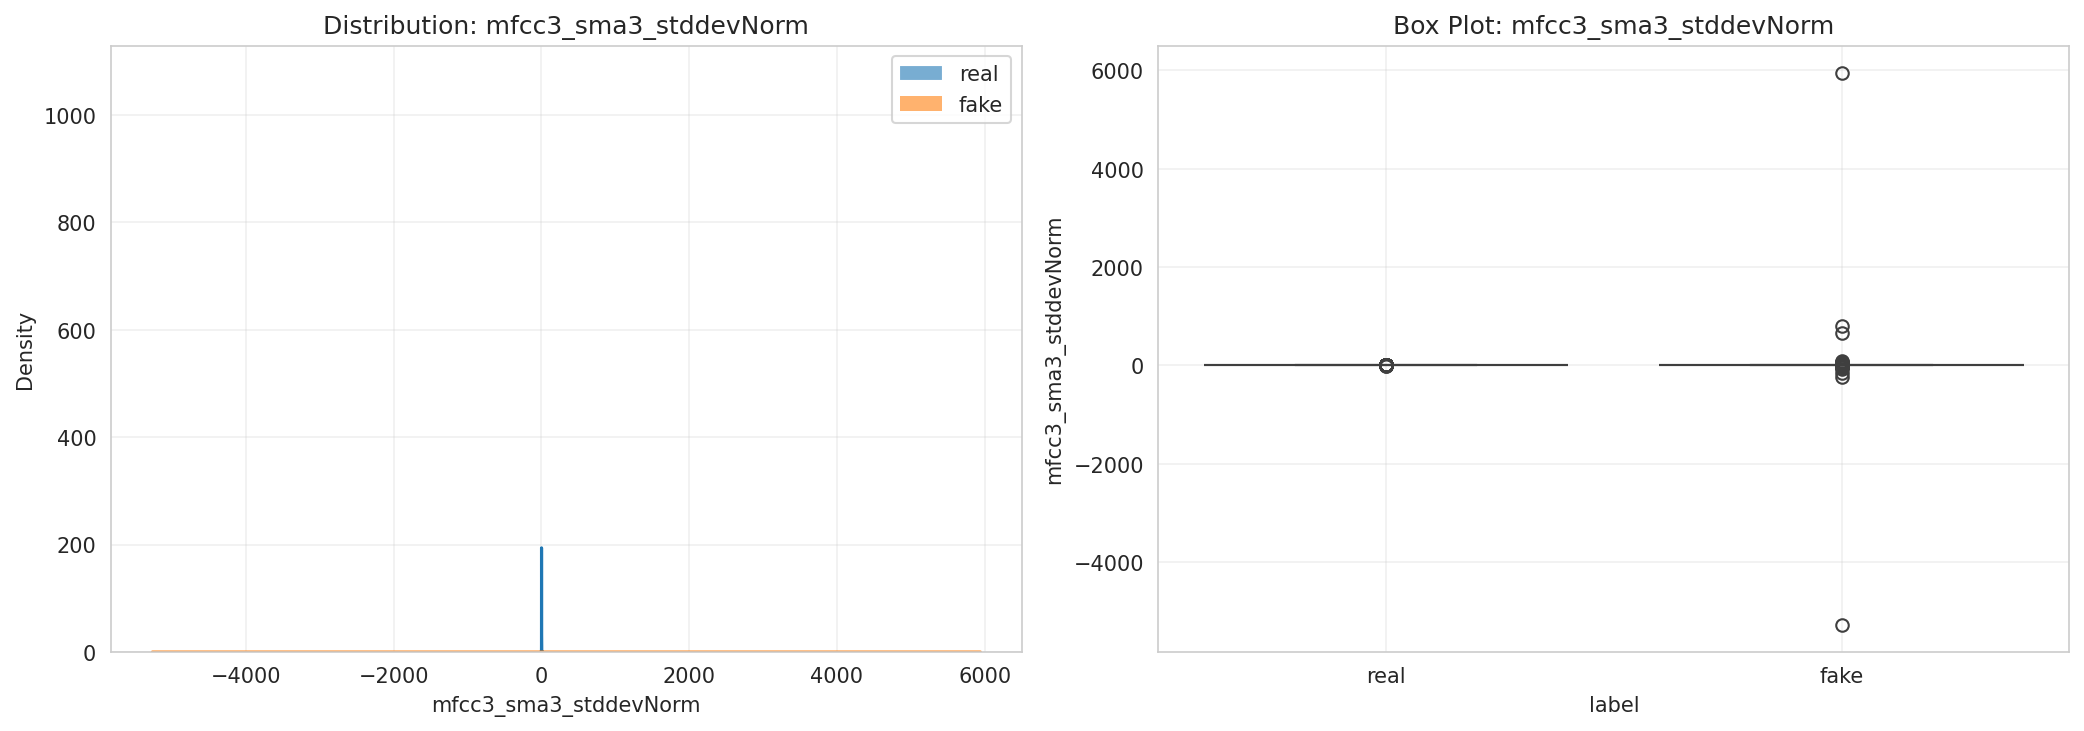 Distribution: mfcc3_sma3_stddevNorm
real
fake
Density
1000
800
600
400
200
0
−4000
−2000
0
2000
4000
6000
mfcc3_sma3_stddevNorm
Box Plot: mfcc3_sma3_stddevNorm
mfcc3_sma3_stddevNorm
6000
4000
2000
0
−2000
−4000
real
fake
label